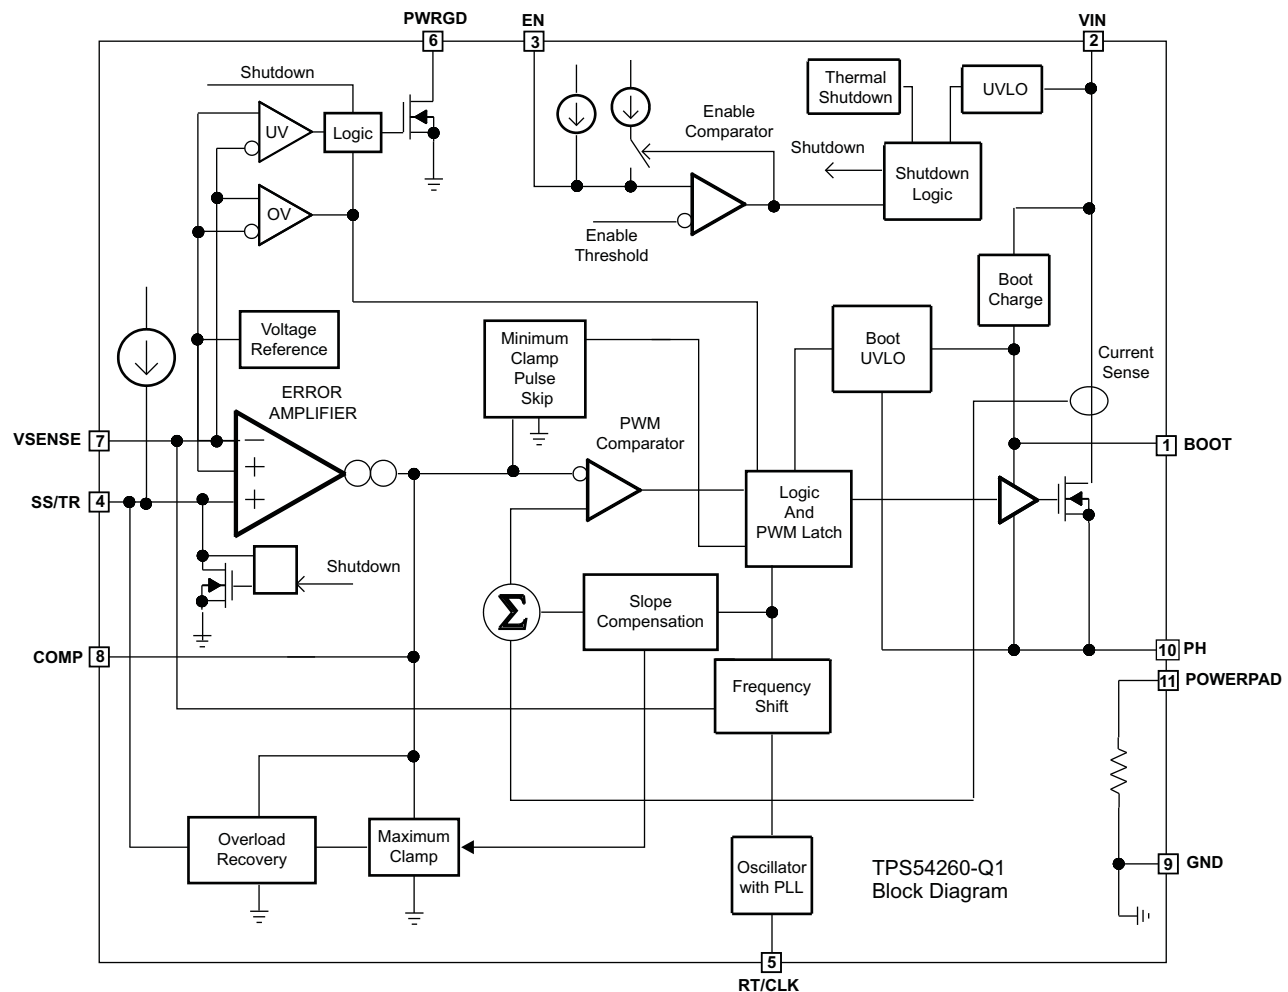 PWRGD
6
EN
3
VIN
2
Shutdown
UV
Logic
OV
Enable
Comparator
Enable
Threshold
Thermal
Shutdown
UVLO
Shutdown
Shutdown
Logic
Boot
Charge
Voltage
Reference
Minimum
Clamp
Pulse
Skip
Boot
UVLO
Current
Sense
ERROR
AMPLIFIER
PWM
Comparator
VSENSE
7
−
+
+
SS/TR
4
1
BOOT
Logic
And
PWM Latch
Shutdown
Σ
Slope
Compensation
COMP
8
10
PH
11
POWERPAD
Frequency
Shift
Overload
Recovery
Maximum
Clamp
Oscillator
with PLL
TPS54260-Q1
Block Diagram
9
GND
5
RT/CLK